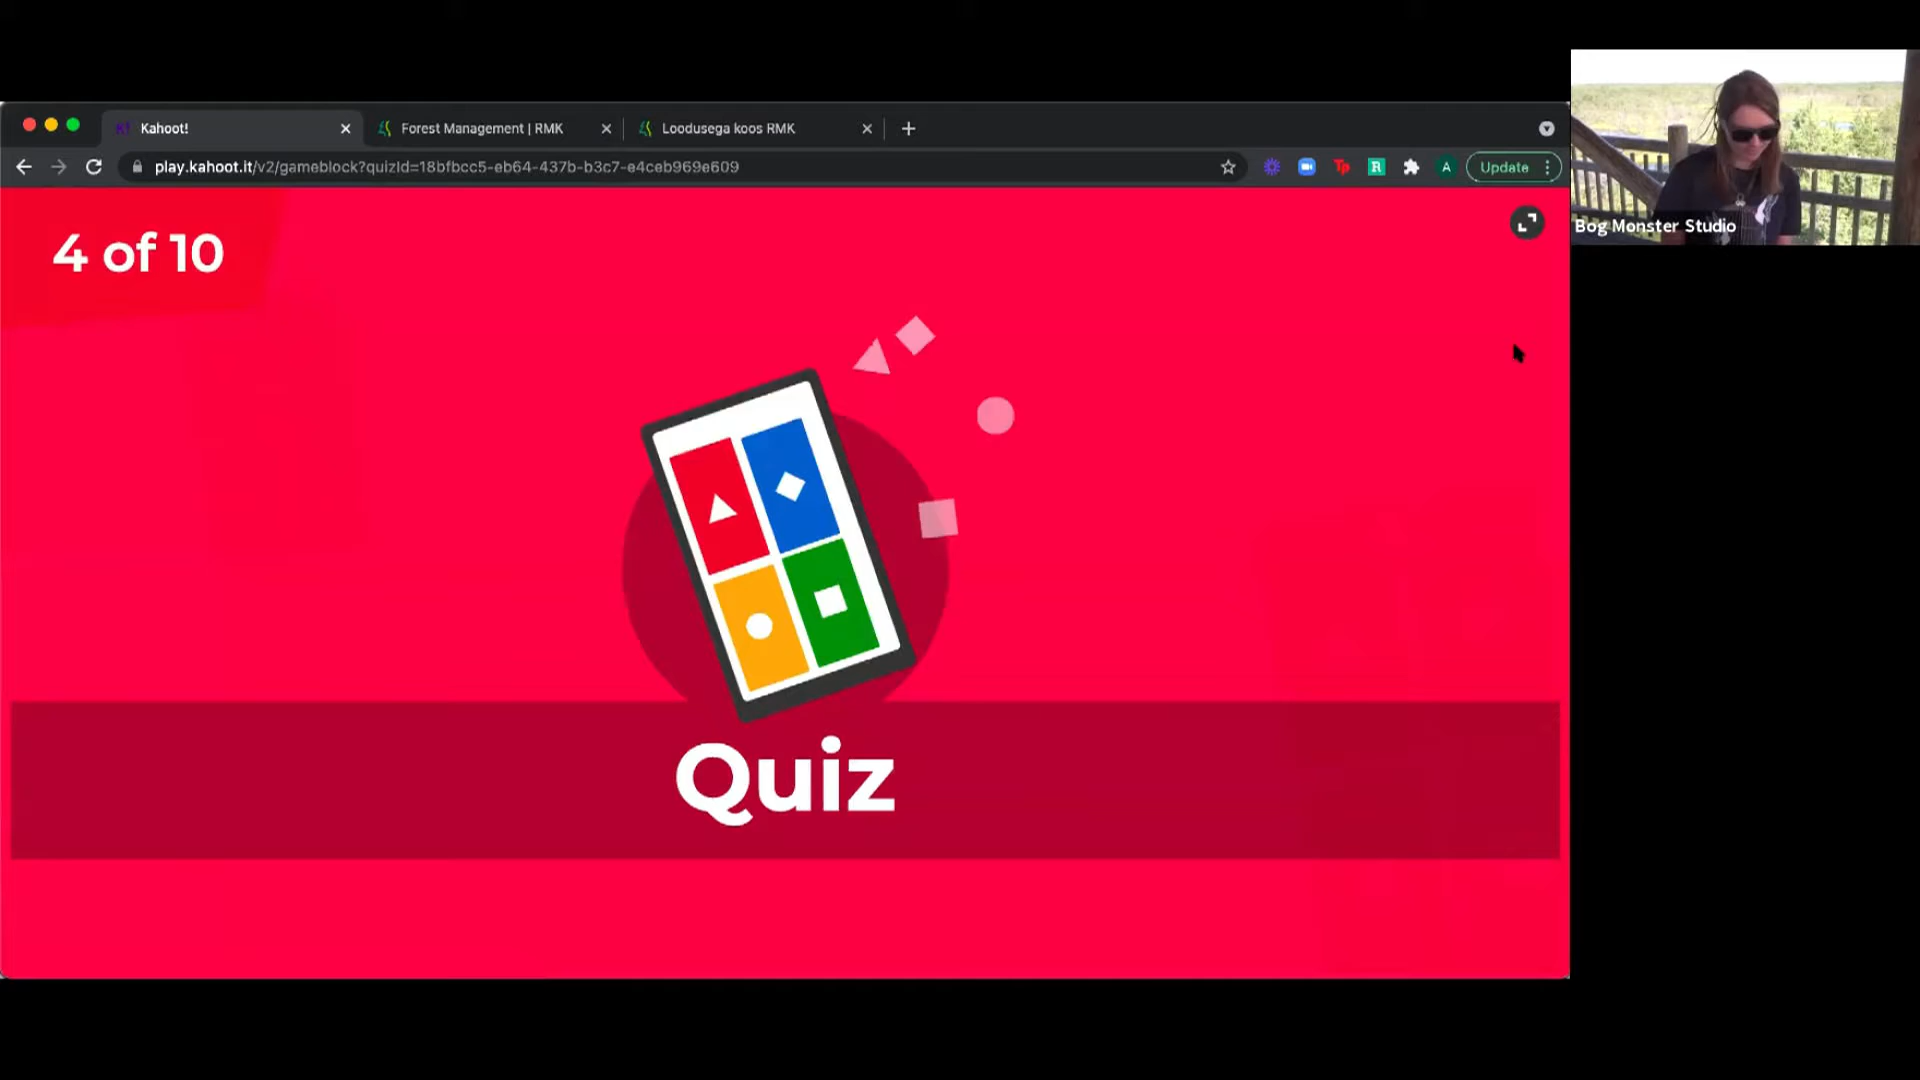 Kahoot!
Forest Management | RMK
Loodusega koos RMK
play.kahoot.it/v2/gameblock?quizId=18bfbcc5-eb64-437b-b3c7-e4ceb969e609
Tp
R
A
Update
4 of 10
Quiz
Bog Monster Studio